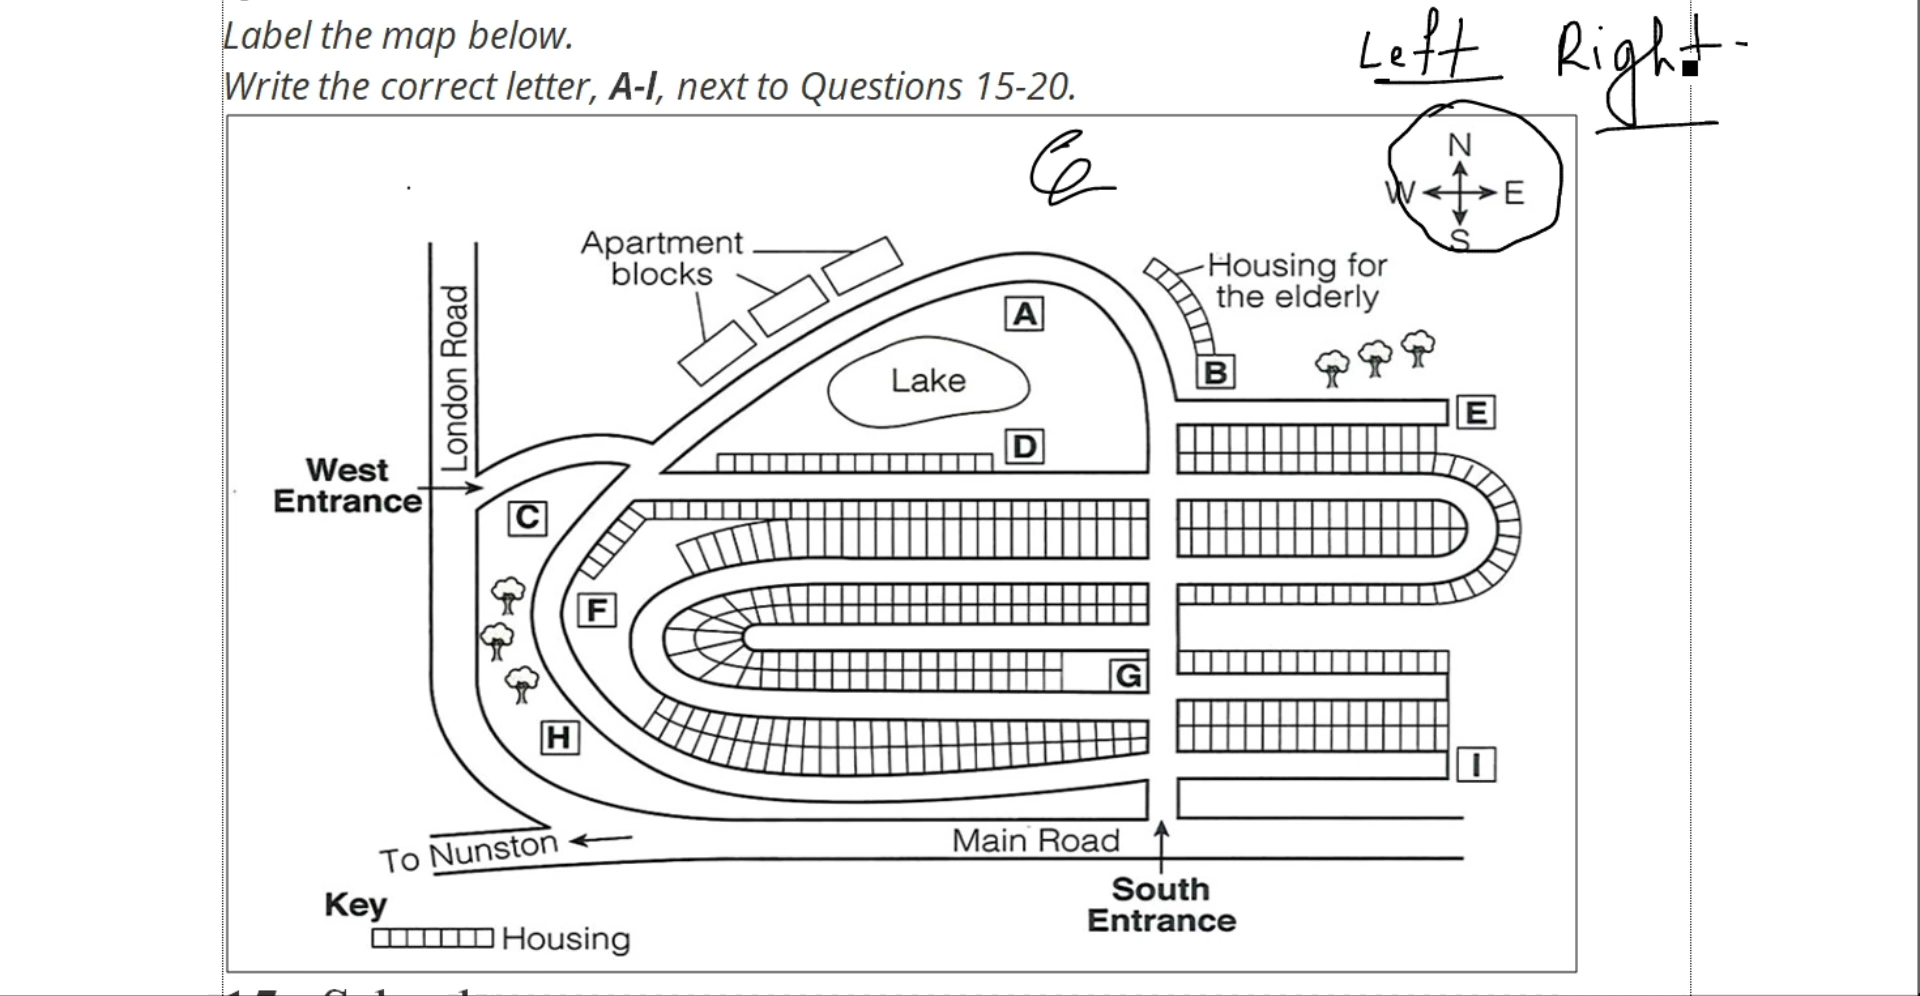 Label the map below.
Write the correct letter, A-I, next to Questions 15-20.
Left Right
N
W E
S
Apartment
blocks
Housing for
the elderly
London Road
A
Lake
B
E
D
West
Entrance
C
F
G
H
I
To Nunston
Main Road
South
Entrance
Key
Housing